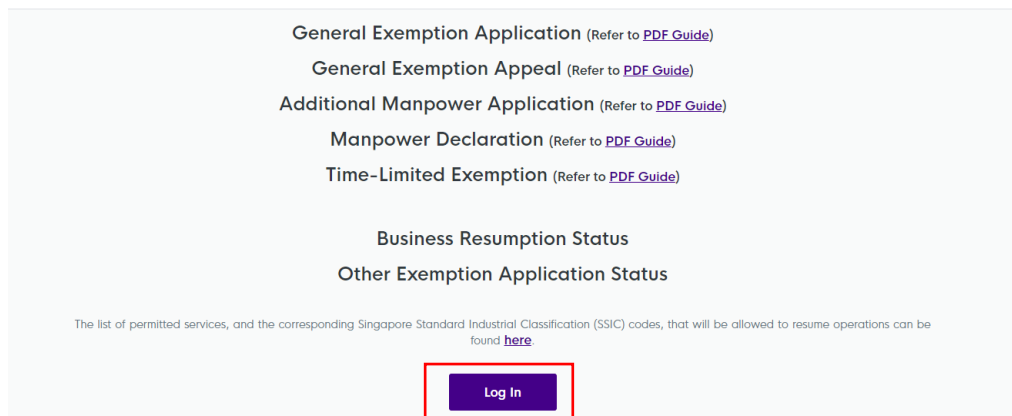 General Exemption Application (Refer to PDF Guide)
General Exemption Appeal (Refer to PDF Guide)
Additional Manpower Application (Refer to PDF Guide)
Manpower Declaration (Refer to PDF Guide)
Time-Limited Exemption (Refer to PDF Guide)
Business Resumption Status
Other Exemption Application Status
The list of permitted services, and the corresponding Singapore Standard Industrial Classification (SSIC) codes, that will be allowed to resume operations can be
found here.
Log In